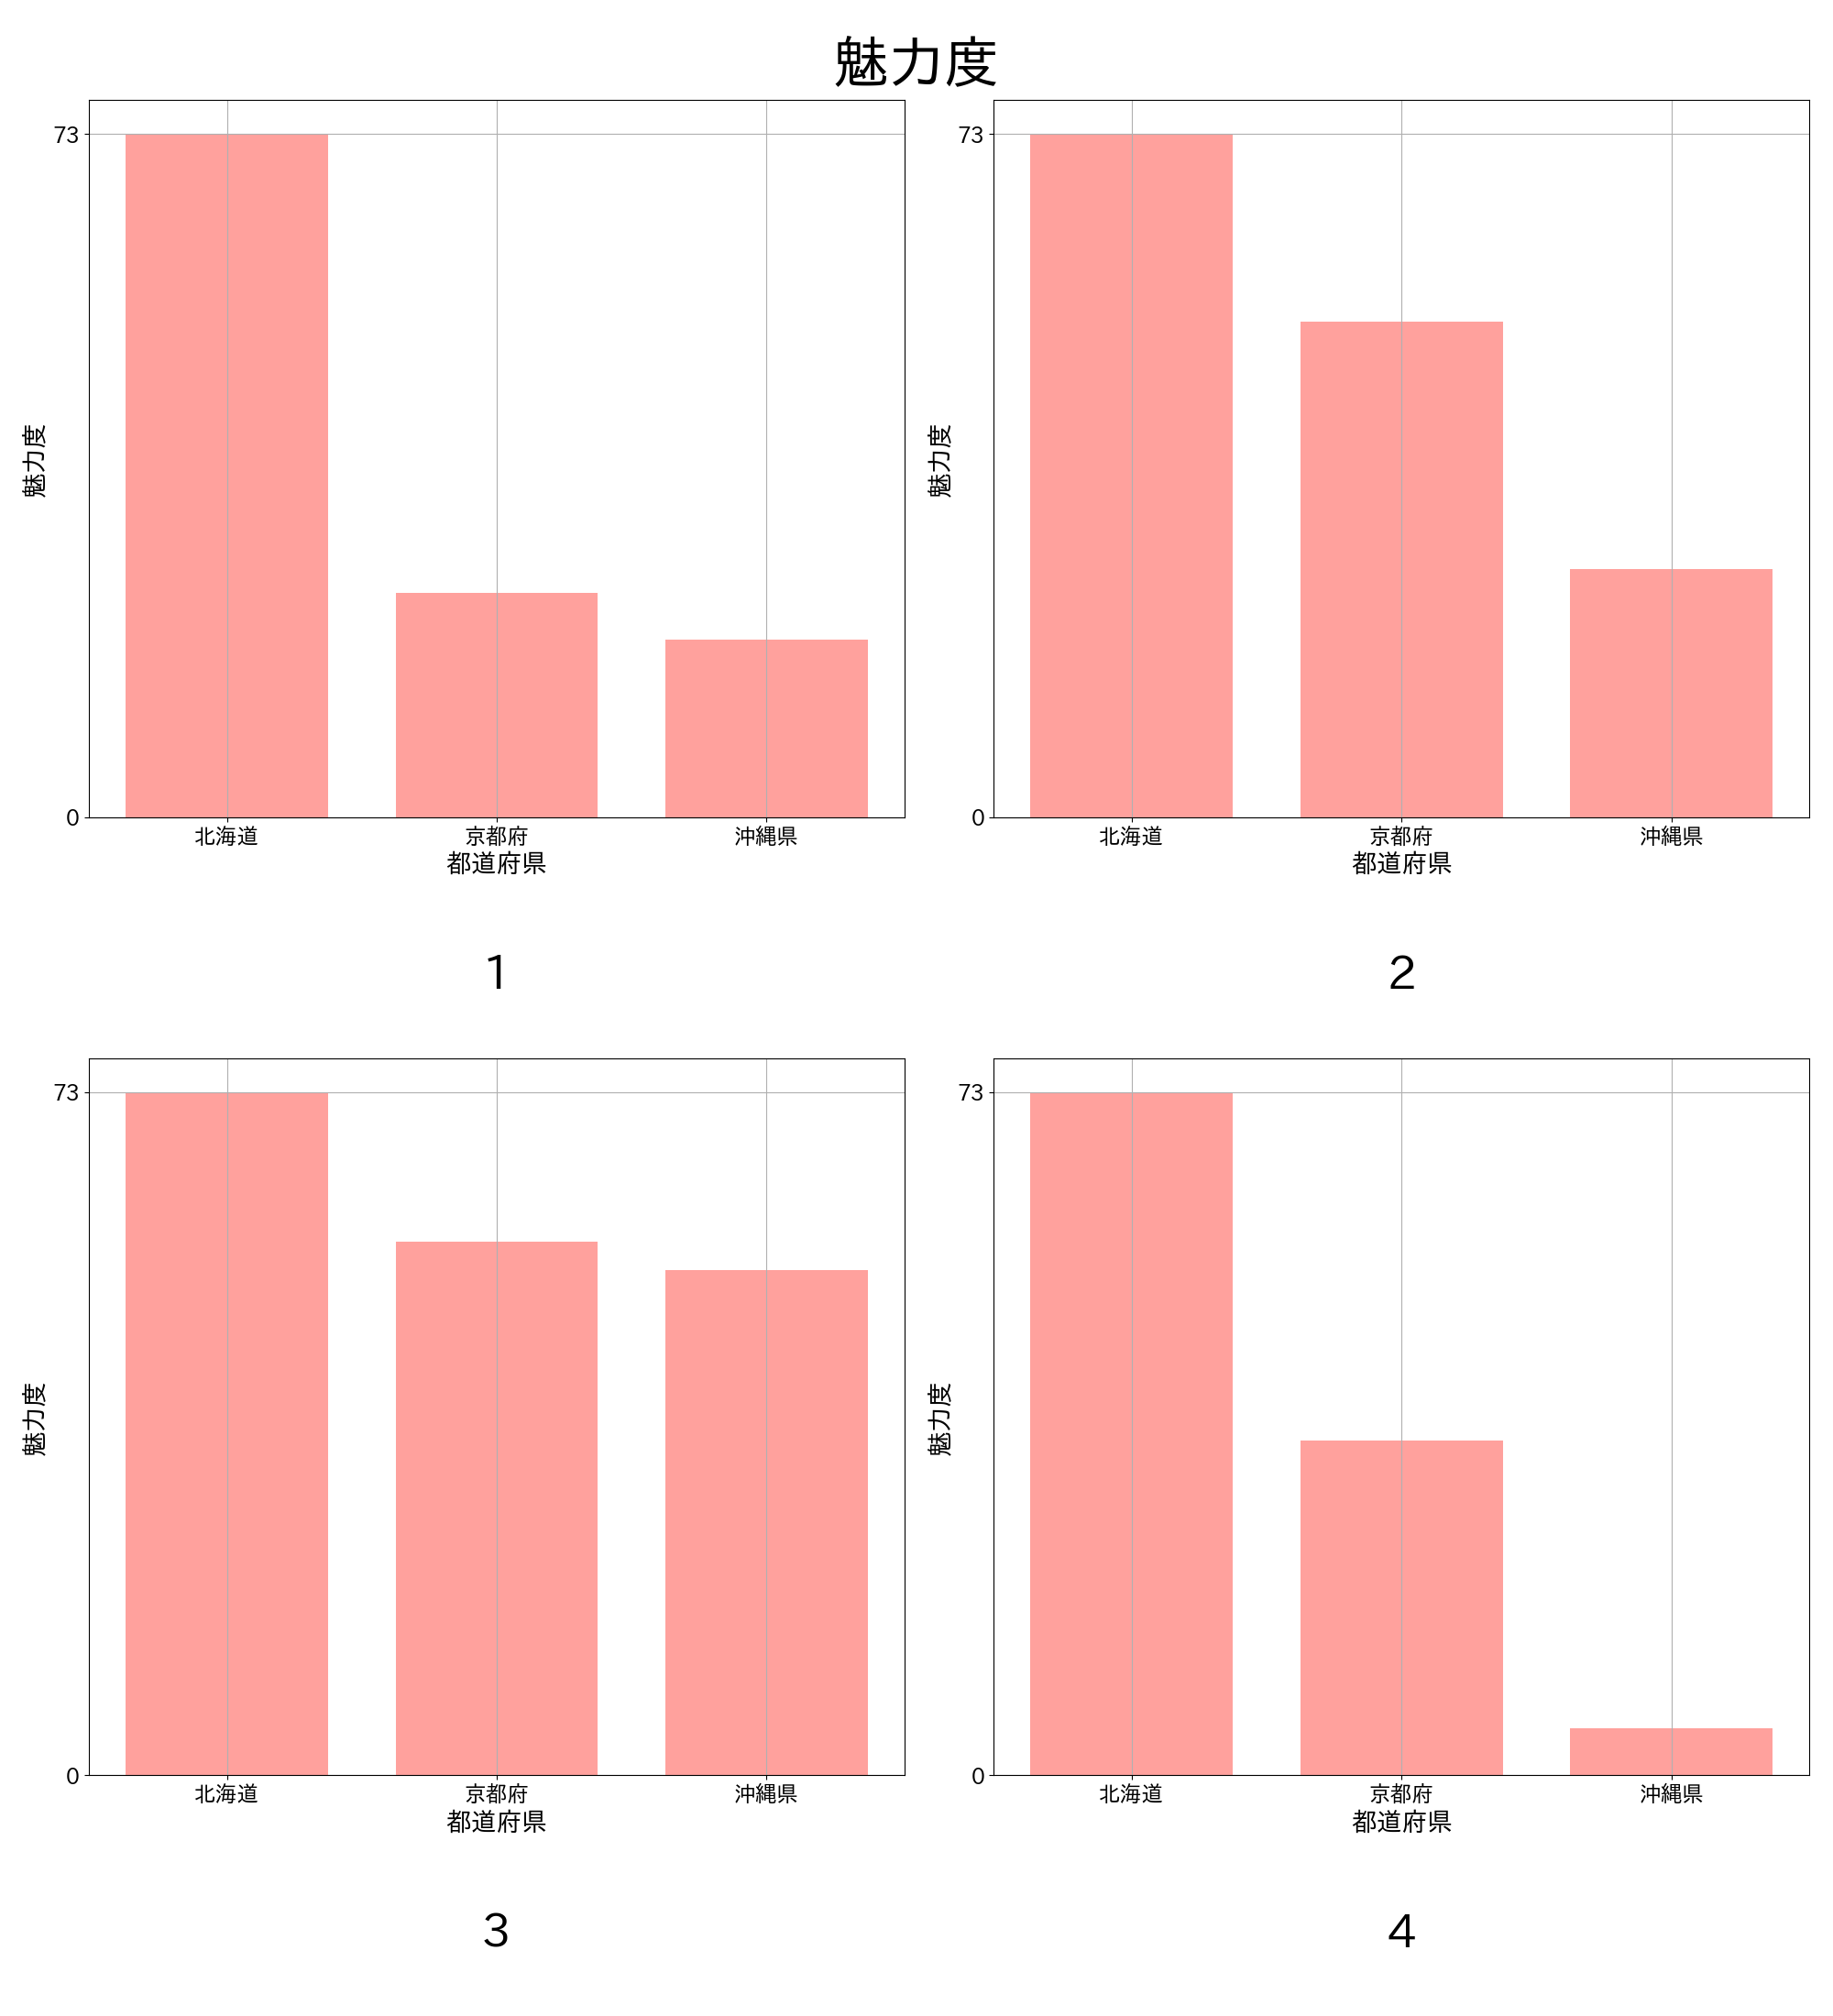 魅力度
73
魅力度
0
北海道 京都府 沖縄県
都道府県
1
73
魅力度
0
北海道 京都府 沖縄県
都道府県
2
73
魅力度
0
北海道 京都府 沖縄県
都道府県
3
73
魅力度
0
北海道 京都府 沖縄県
都道府県
4